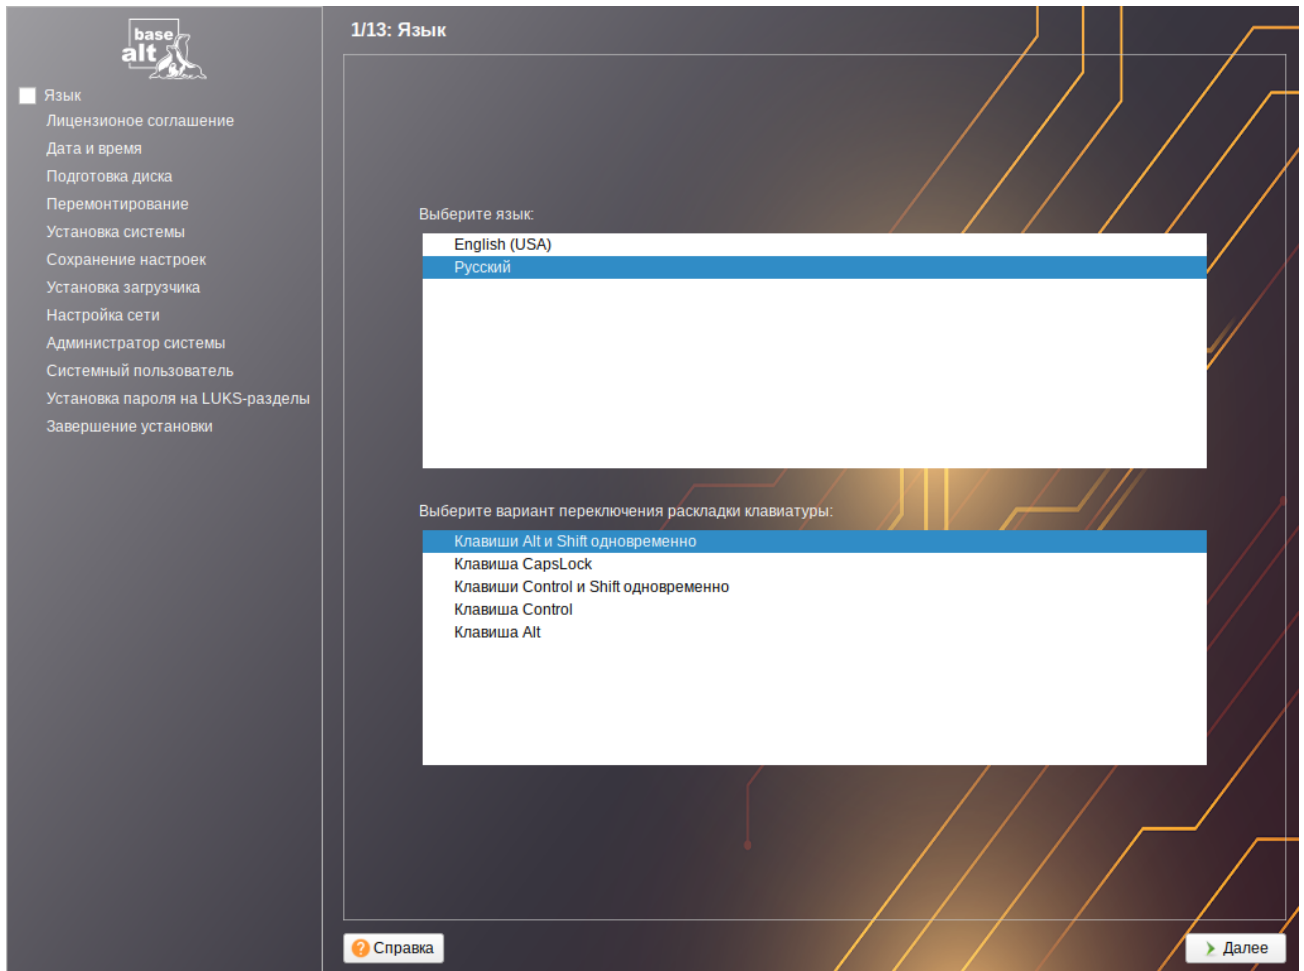 base
alt
1/13: Язык
Язык
Лицензионое соглашение
Дата и время
Подготовка диска
Перемонтирование
Установка системы
Сохранение настроек
Установка загрузчика
Настройка сети
Администратор системы
Системный пользователь
Установка пароля на LUKS-разделы
Завершение установки
Выберите язык:
English (USA)
Русский
Выберите вариант переключения раскладки клавиатуры:
Клавиши Alt и Shift одновременно
Клавиша CapsLock
Клавиши Control и Shift одновременно
Клавиша Control
Клавиша Alt
Справка
Далее